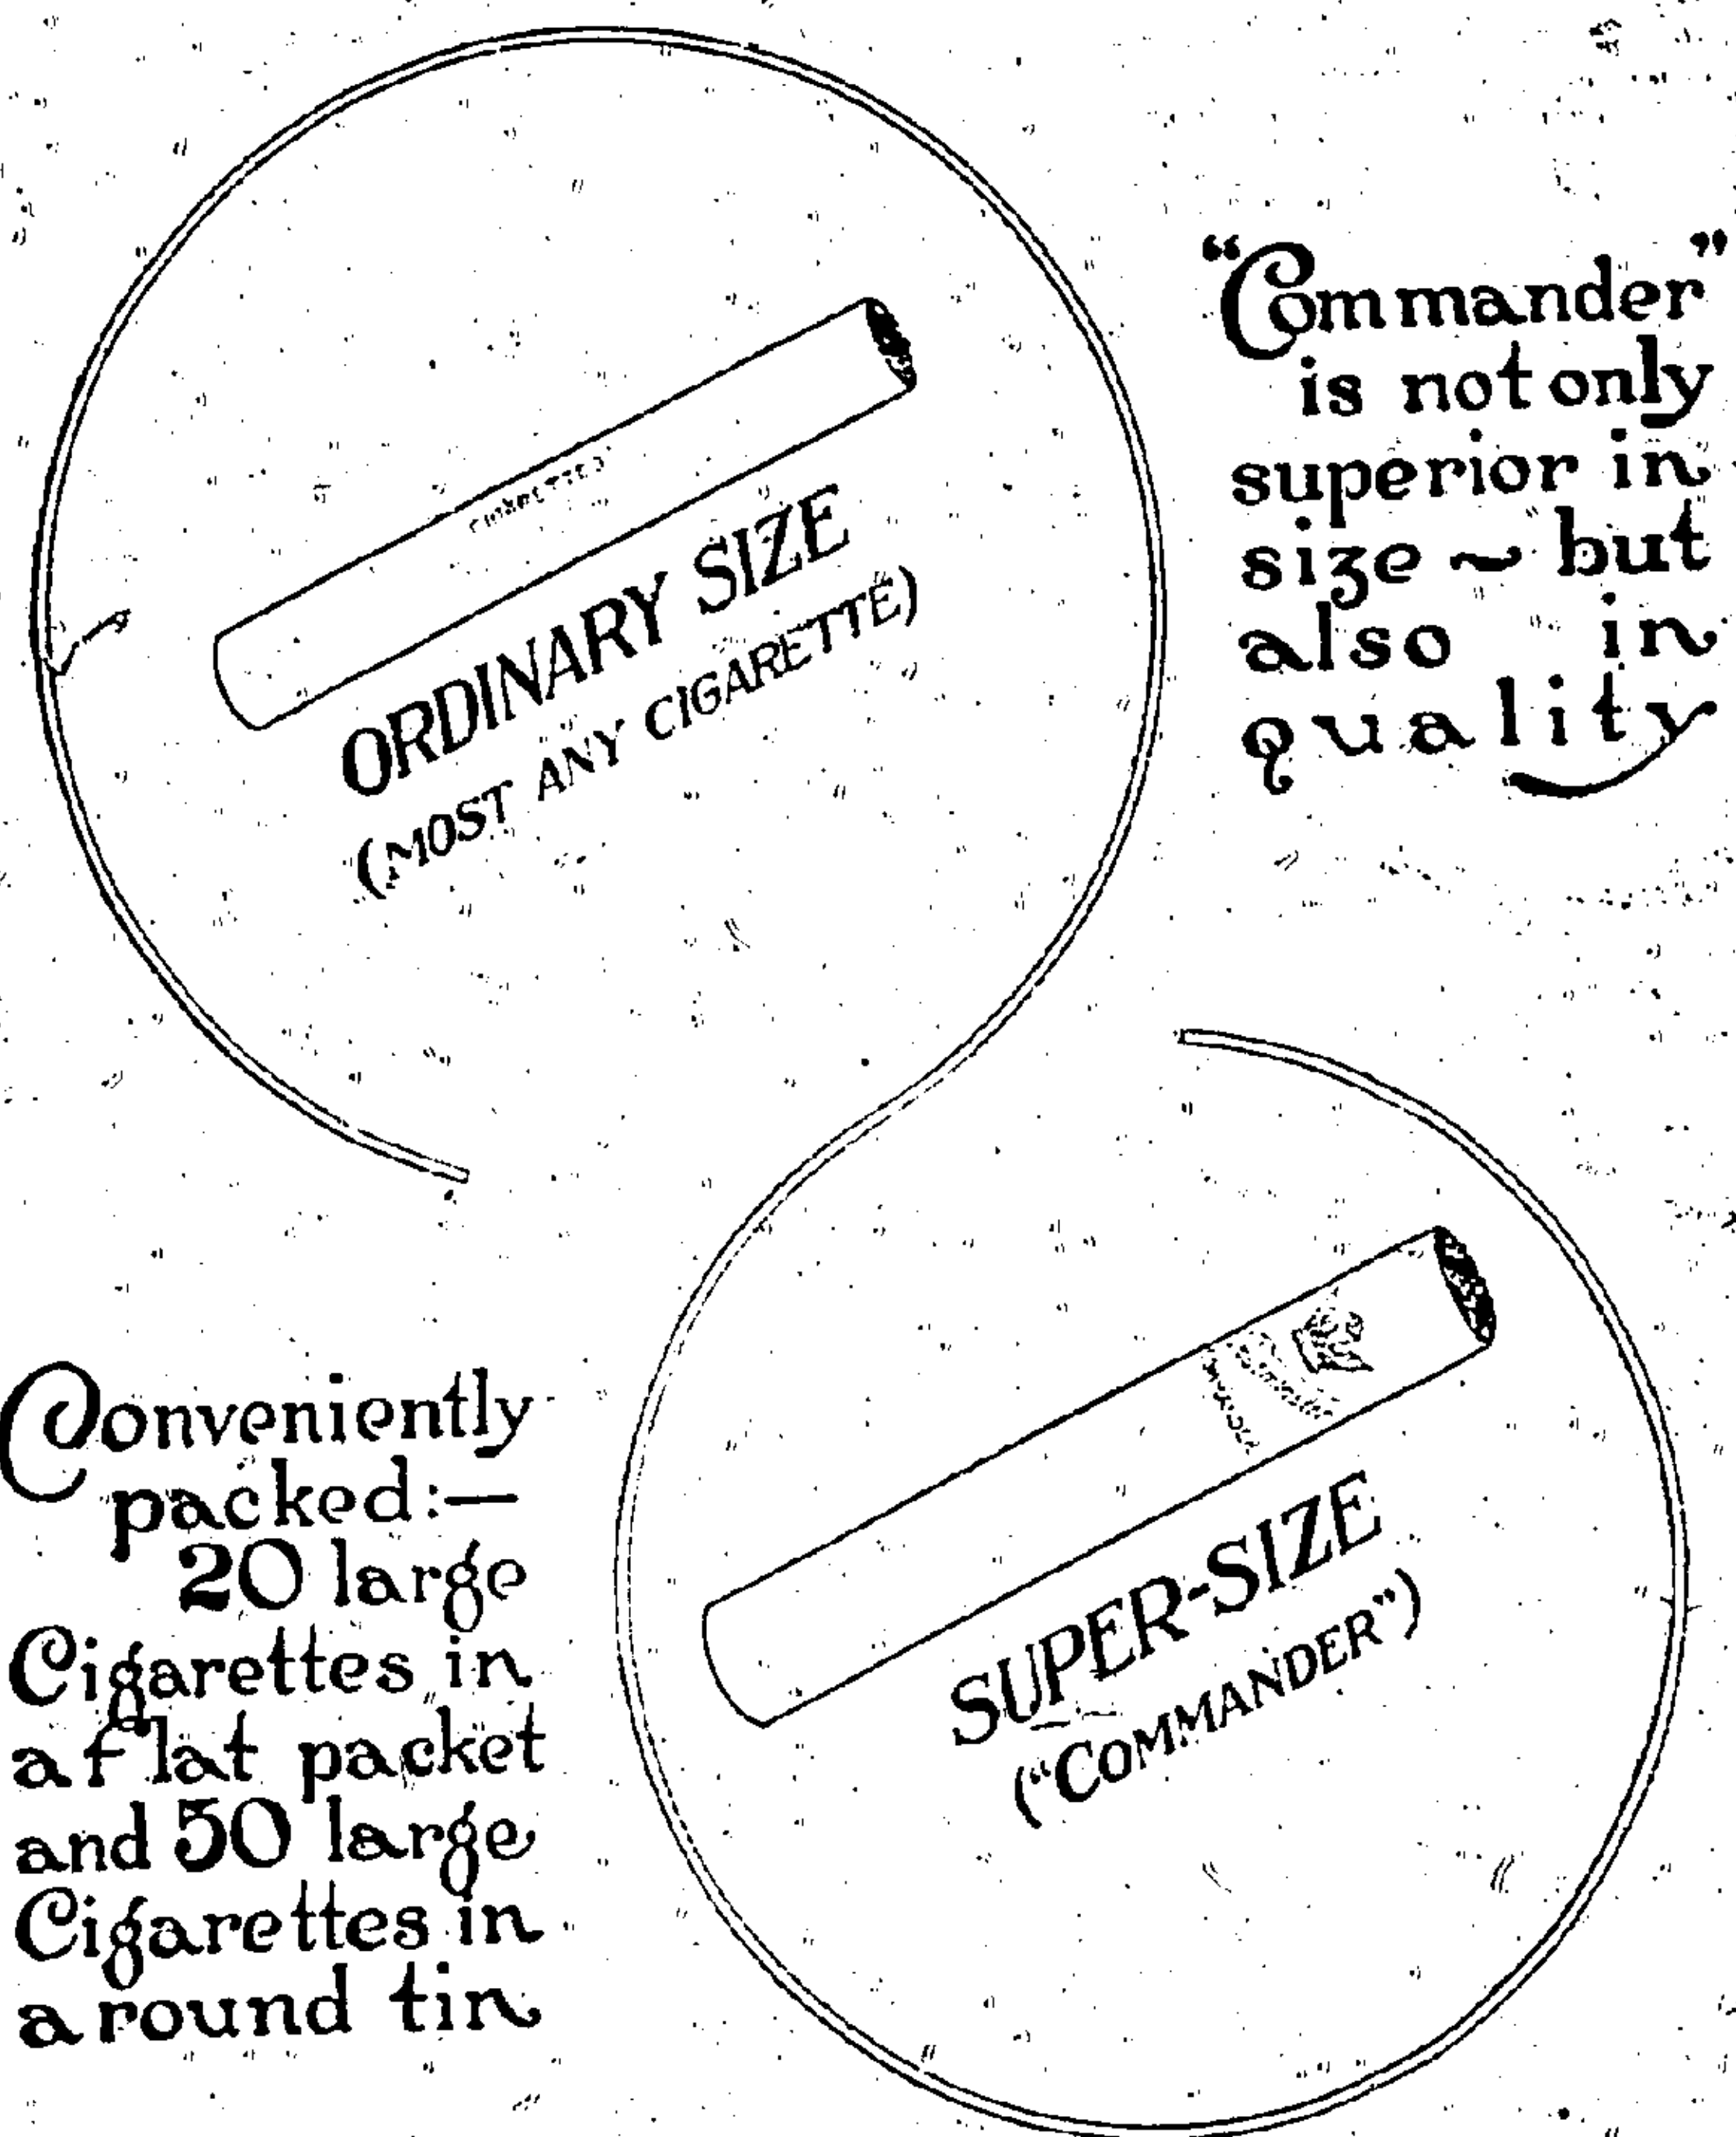 “Commander”
is not only
superior in
size ~ but
also in
quality
ORDINARY SIZE
(MOST ANY CIGARETTE)
SUPER-SIZE
(“COMMANDER”)
Conveniently
packed:—
20 large
Cigarettes in
a flat packet
and 50 large
Cigarettes in
a round tin